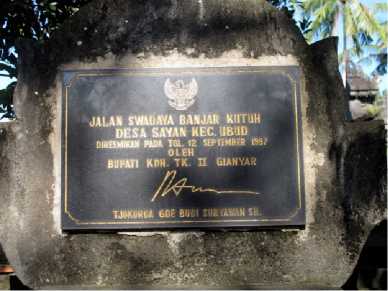 JALAN SWADAYA BANJAR KUTUH
DESA SAYAN KEC. UBUD
DIRESMIKAN PADA TGL. 12 SEPTEMBER 1997
OLEH
BUPATI KDH. TK. II GIANYAR
TJOKORDA GDE BUDI SURYAWAN SH.